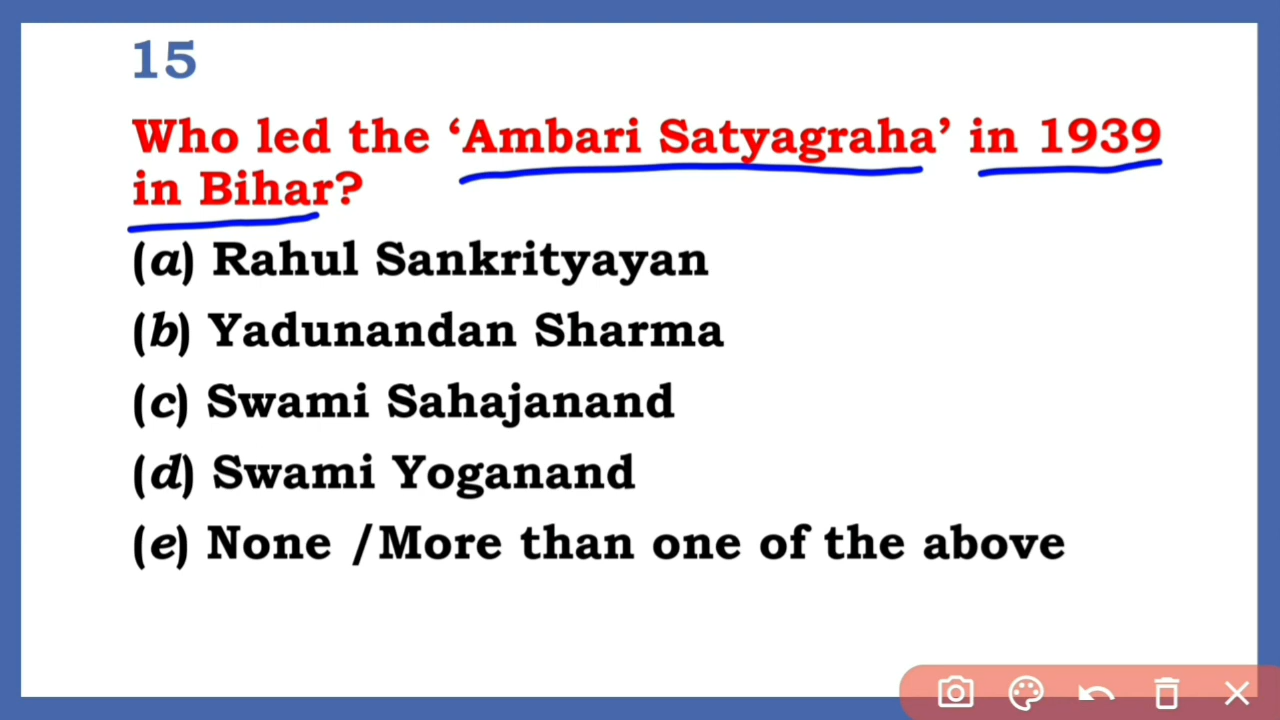 15
Who led the ‘Ambari Satyagraha’ in 1939
in Bihar?
(a) Rahul Sankrityayan
(b) Yadunandan Sharma
(c) Swami Sahajanand
(d) Swami Yoganand
(e) None /More than one of the above